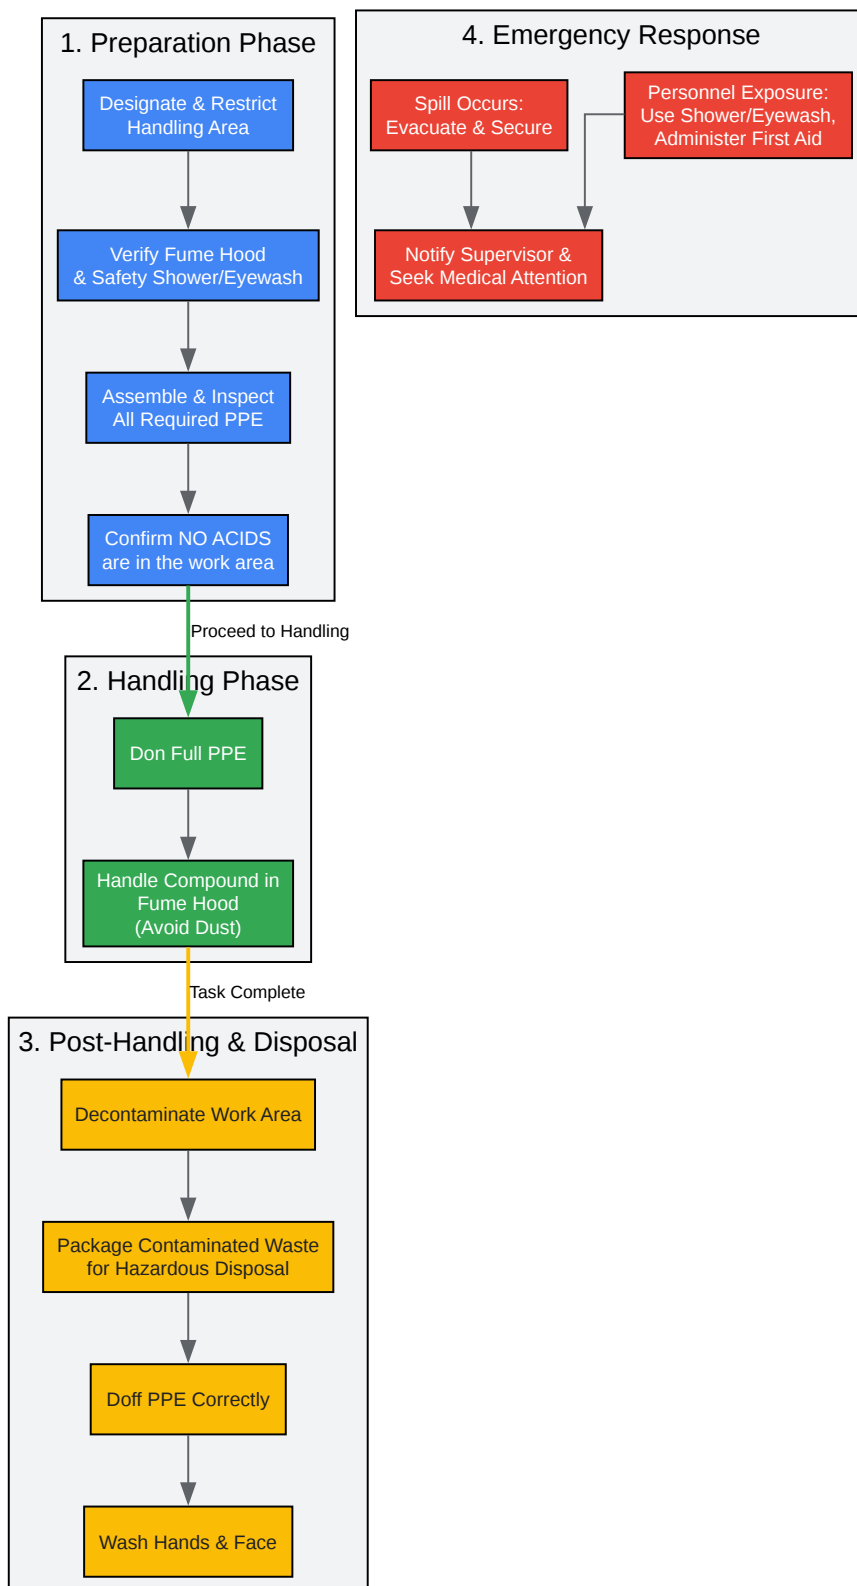 1. Preparation Phase
Designate & Restrict
Handling Area
Verify Fume Hood
& Safety Shower/Eyewash
Assemble & Inspect
All Required PPE
Confirm NO ACIDS
are in the work area
Proceed to Handling
2. Handling Phase
Don Full PPE
Handle Compound in
Fume Hood
(Avoid Dust)
Task Complete
3. Post-Handling & Disposal
Decontaminate Work Area
Package Contaminated Waste
for Hazardous Disposal
Doff PPE Correctly
Wash Hands & Face
4. Emergency Response
Spill Occurs:
Evacuate & Secure
Personnel Exposure:
Use Shower/Eyewash,
Administer First Aid
Notify Supervisor &
Seek Medical Attention